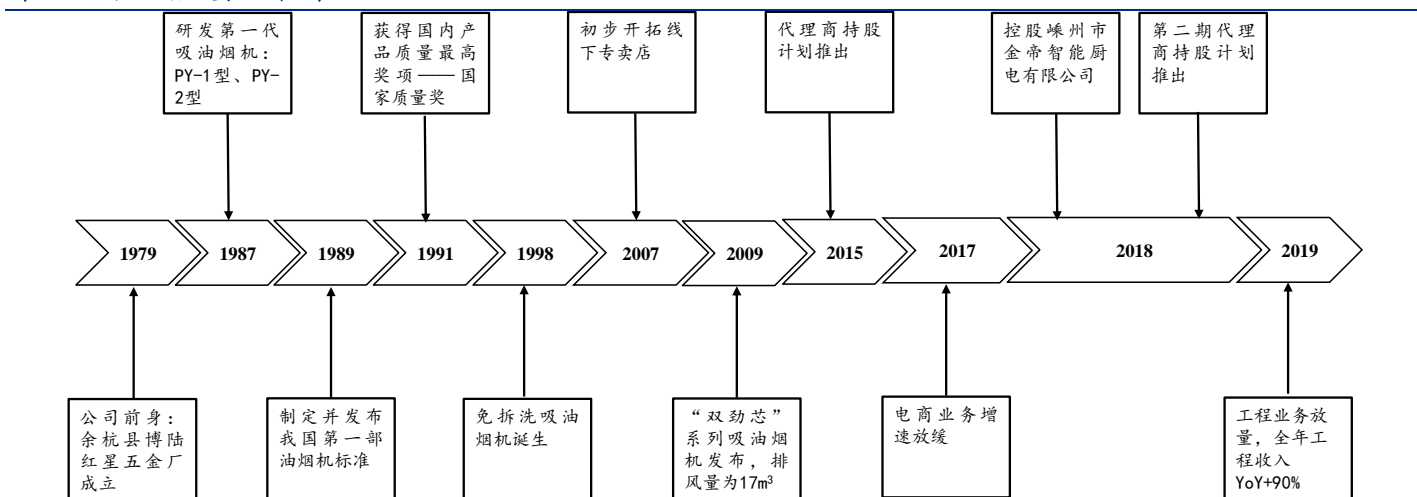 研发第一代
吸油烟机：
PY-1型、PY-
2型
获得国内产
品质量最高
奖项——国
家质量奖
初步开拓线
下专卖店
代理商持股
计划推出
控股嵊州市
金帝智能厨
电有限公司
第二期代理
商持股计划
推出
1979
1987
1989
1991
1998
2007
2009
2015
2017
2018
2019
公司前身：
余杭县博陆
红星五金厂
成立
制定并发布
我国第一部
油烟机标准
免拆洗吸油
烟机诞生
“双劲芯”
系列吸油烟
机发布，排
风量为17m³
电商业务增
速放缓
工程业务放
量，全年工
程收入
YoY+90%